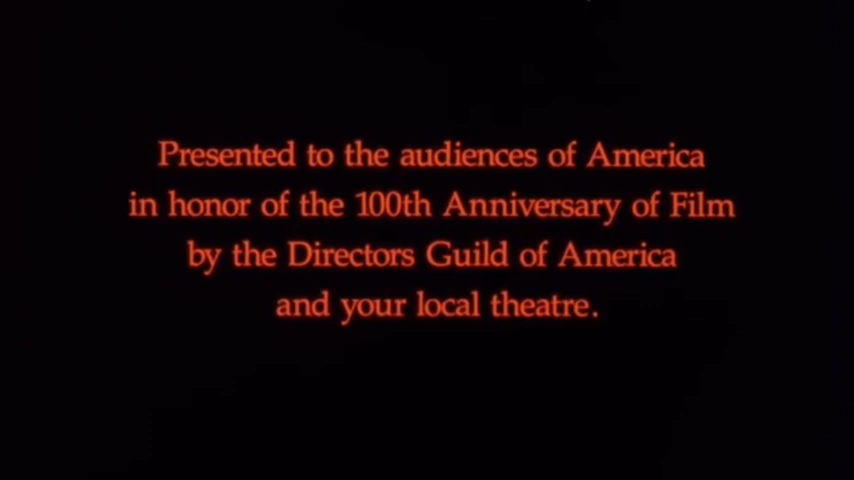 Presented to the audiences of America
in honor of the 100th Anniversary of Film
by the Directors Guild of America
and your local theatre.